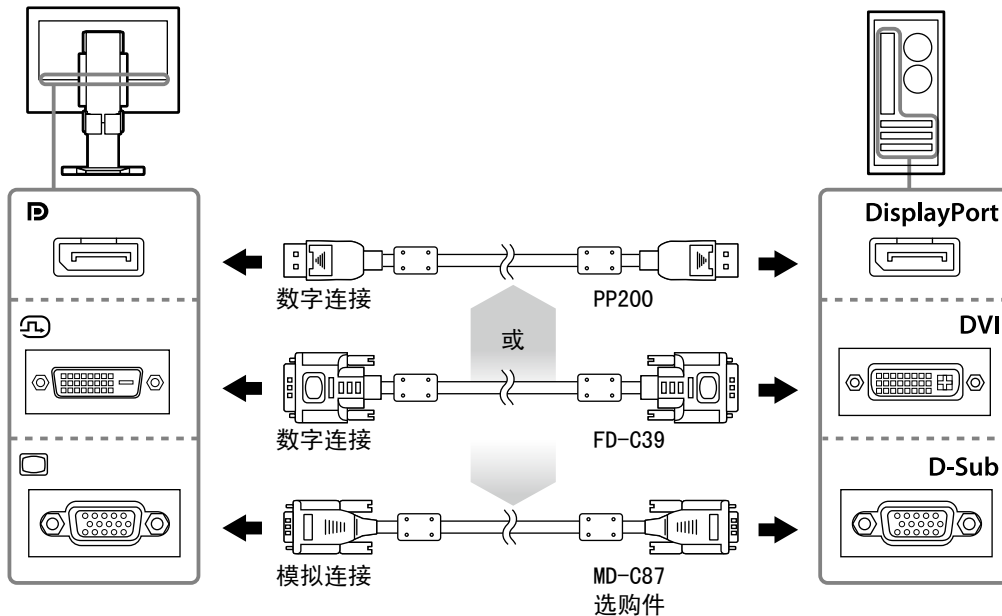 DisplayPort
数字连接
PP200
或
DVI
数字连接
FD-C39
D-Sub
模拟连接
MD-C87
选购件